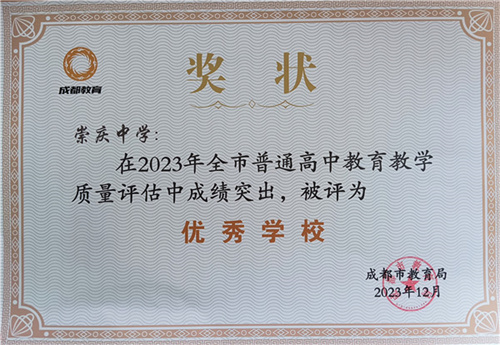 成都教育
奖状
崇庆中学：
在2023年全市普通高中教育教学
质量评估中成绩突出，被评为
优秀学校
成都市教育局
2023年12月